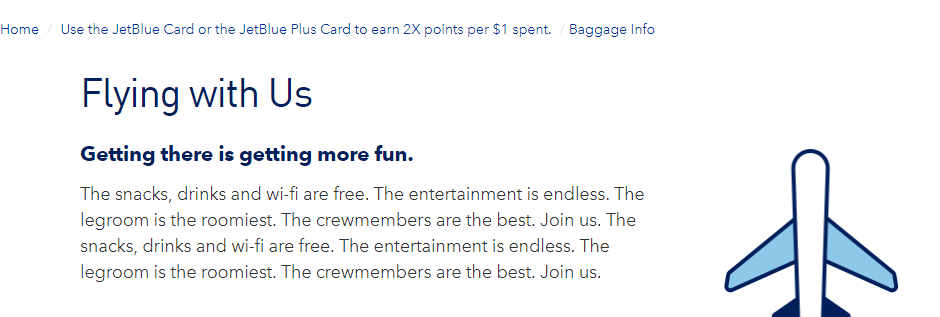 Home / Use the JetBlue Card or the JetBlue Plus Card to earn 2X points per $1 spent. / Baggage Info
Flying with Us
Getting there is getting more fun.
The snacks, drinks and wi-fi are free. The entertainment is endless. The
legroom is the roomiest. The crewmembers are the best. Join us. The
snacks, drinks and wi-fi are free. The entertainment is endless. The
legroom is the roomiest. The crewmembers are the best. Join us.